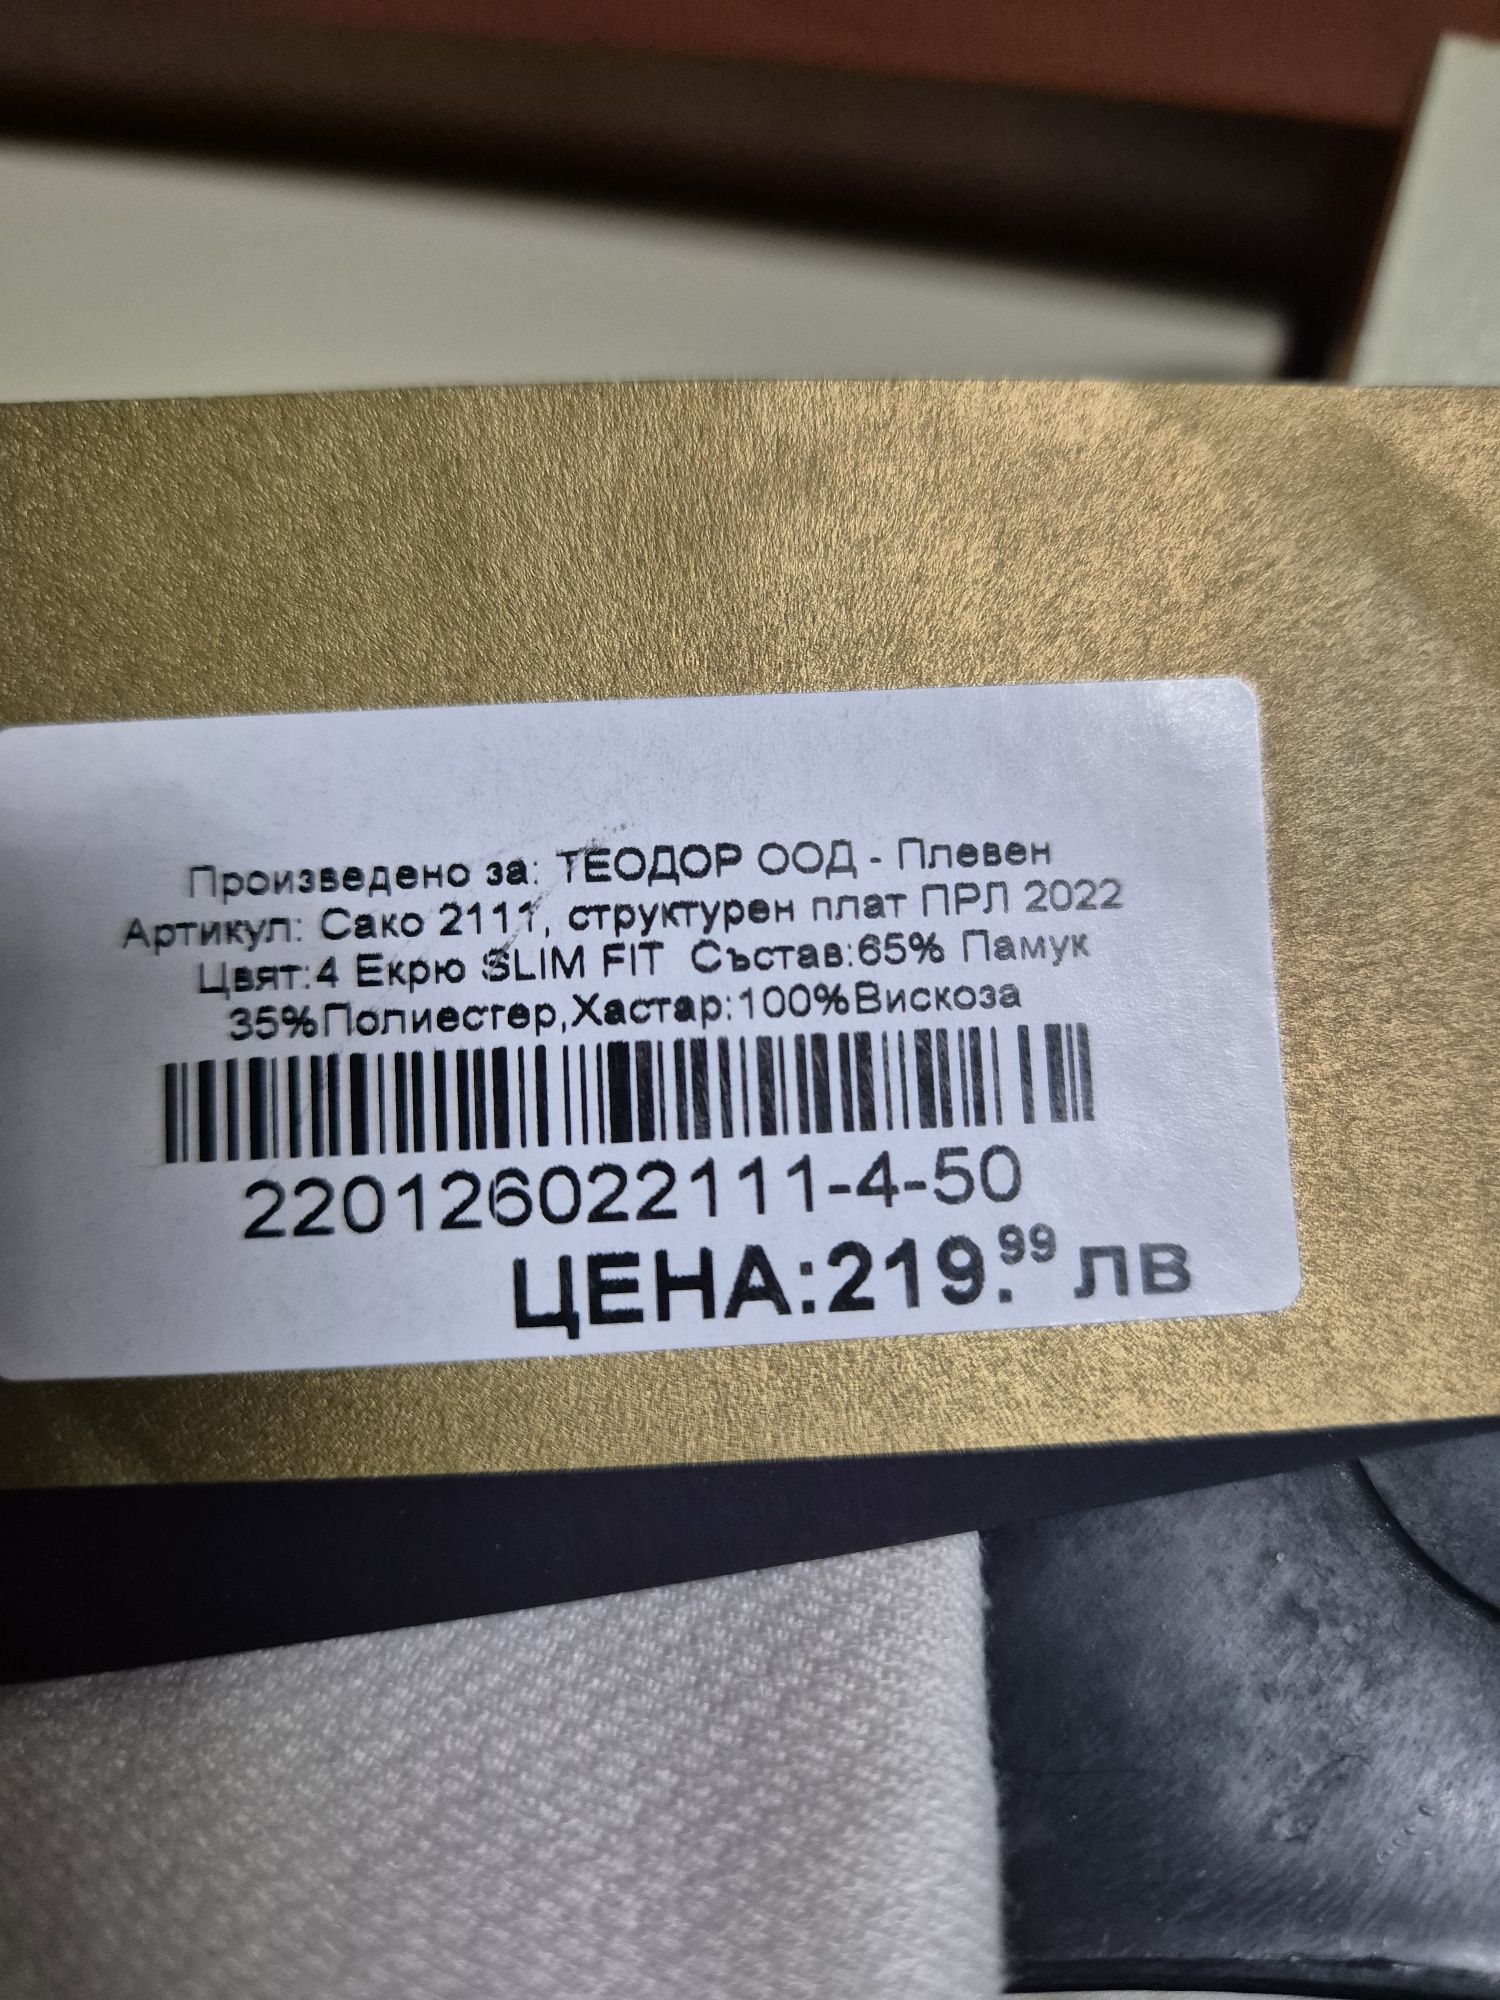 Произведено за: ТЕОДОР ООД - Плевен
Артикул: Сако 2111, структурен плат ПРЛ 2022
Цвят:4 Екрю SLIM FIT Състав:65% Памук
35%Полиестер,Хастар:100%Вискоза
220126022111-4-50
ЦЕНА:219.99 лв